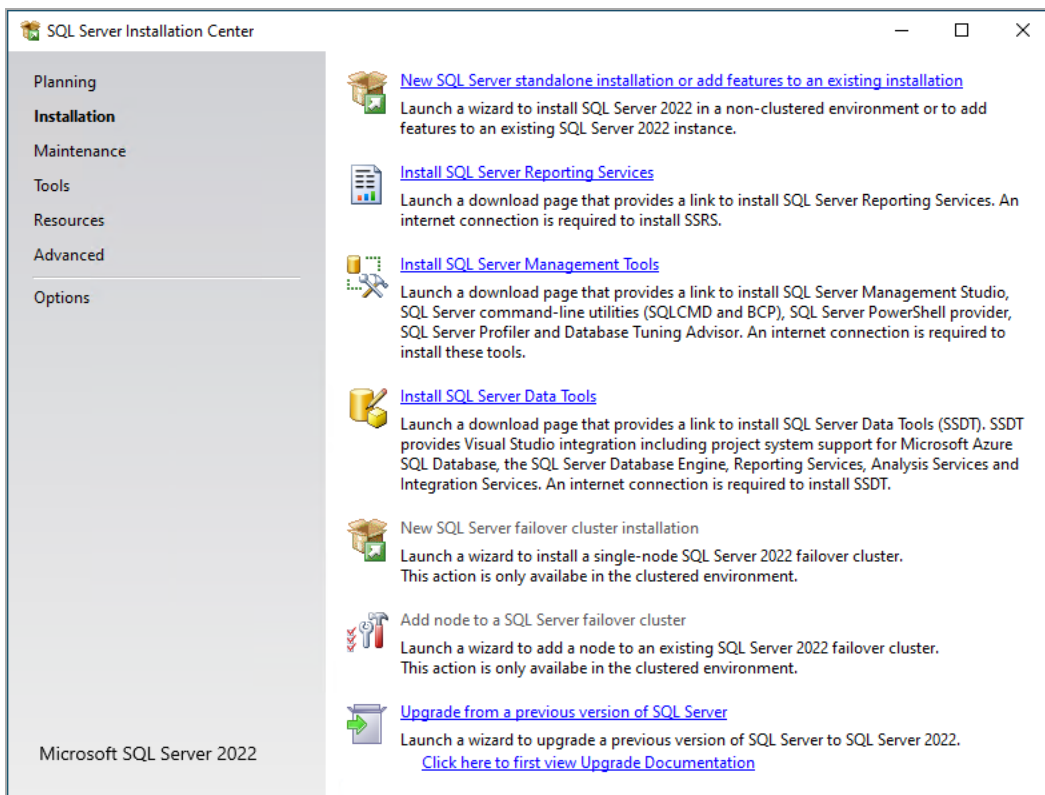 SQL Server Installation Center
Planning
Installation
Maintenance
Tools
Resources
Advanced
Options
Microsoft SQL Server 2022
New SQL Server standalone installation or add features to an existing installation
Launch a wizard to install SQL Server 2022 in a non-clustered environment or to add
features to an existing SQL Server 2022 instance.
Install SQL Server Reporting Services
Launch a download page that provides a link to install SQL Server Reporting Services. An
internet connection is required to install SSRS.
Install SQL Server Management Tools
Launch a download page that provides a link to install SQL Server Management Studio,
SQL Server command-line utilities (SQLCMD and BCP), SQL Server PowerShell provider,
SQL Server Profiler and Database Tuning Advisor. An internet connection is required to
install these tools.
Install SQL Server Data Tools
Launch a download page that provides a link to install SQL Server Data Tools (SSDT). SSDT
provides Visual Studio integration including project system support for Microsoft Azure
SQL Database, the SQL Server Database Engine, Reporting Services, Analysis Services and
Integration Services. An internet connection is required to install SSDT.
New SQL Server failover cluster installation
Launch a wizard to install a single-node SQL Server 2022 failover cluster.
This action is only availabe in the clustered environment.
Add node to a SQL Server failover cluster
Launch a wizard to add a node to an existing SQL Server 2022 failover cluster.
This action is only availabe in the clustered environment.
Upgrade from a previous version of SQL Server
Launch a wizard to upgrade a previous version of SQL Server to SQL Server 2022.
Click here to first view Upgrade Documentation